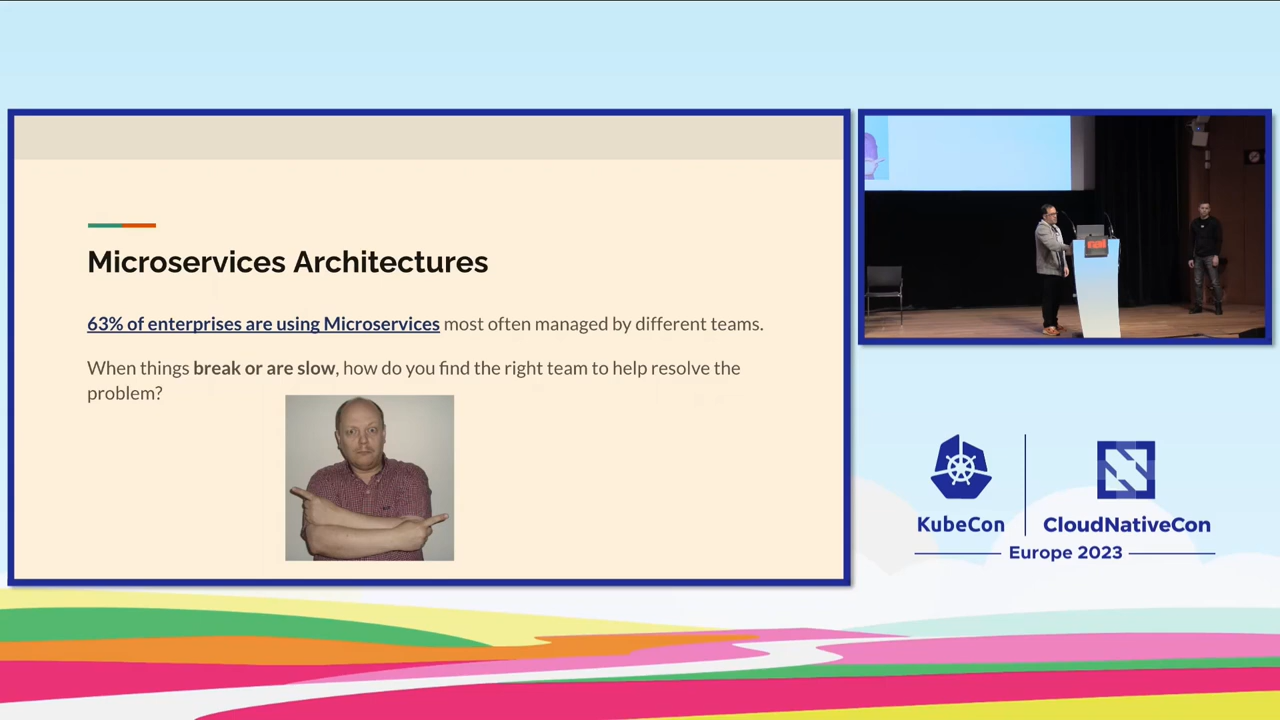 Microservices Architectures
63% of enterprises are using Microservices most often managed by different teams.
When things break or are slow, how do you find the right team to help resolve the
problem?
rai
KubeCon
CloudNativeCon
Europe 2023